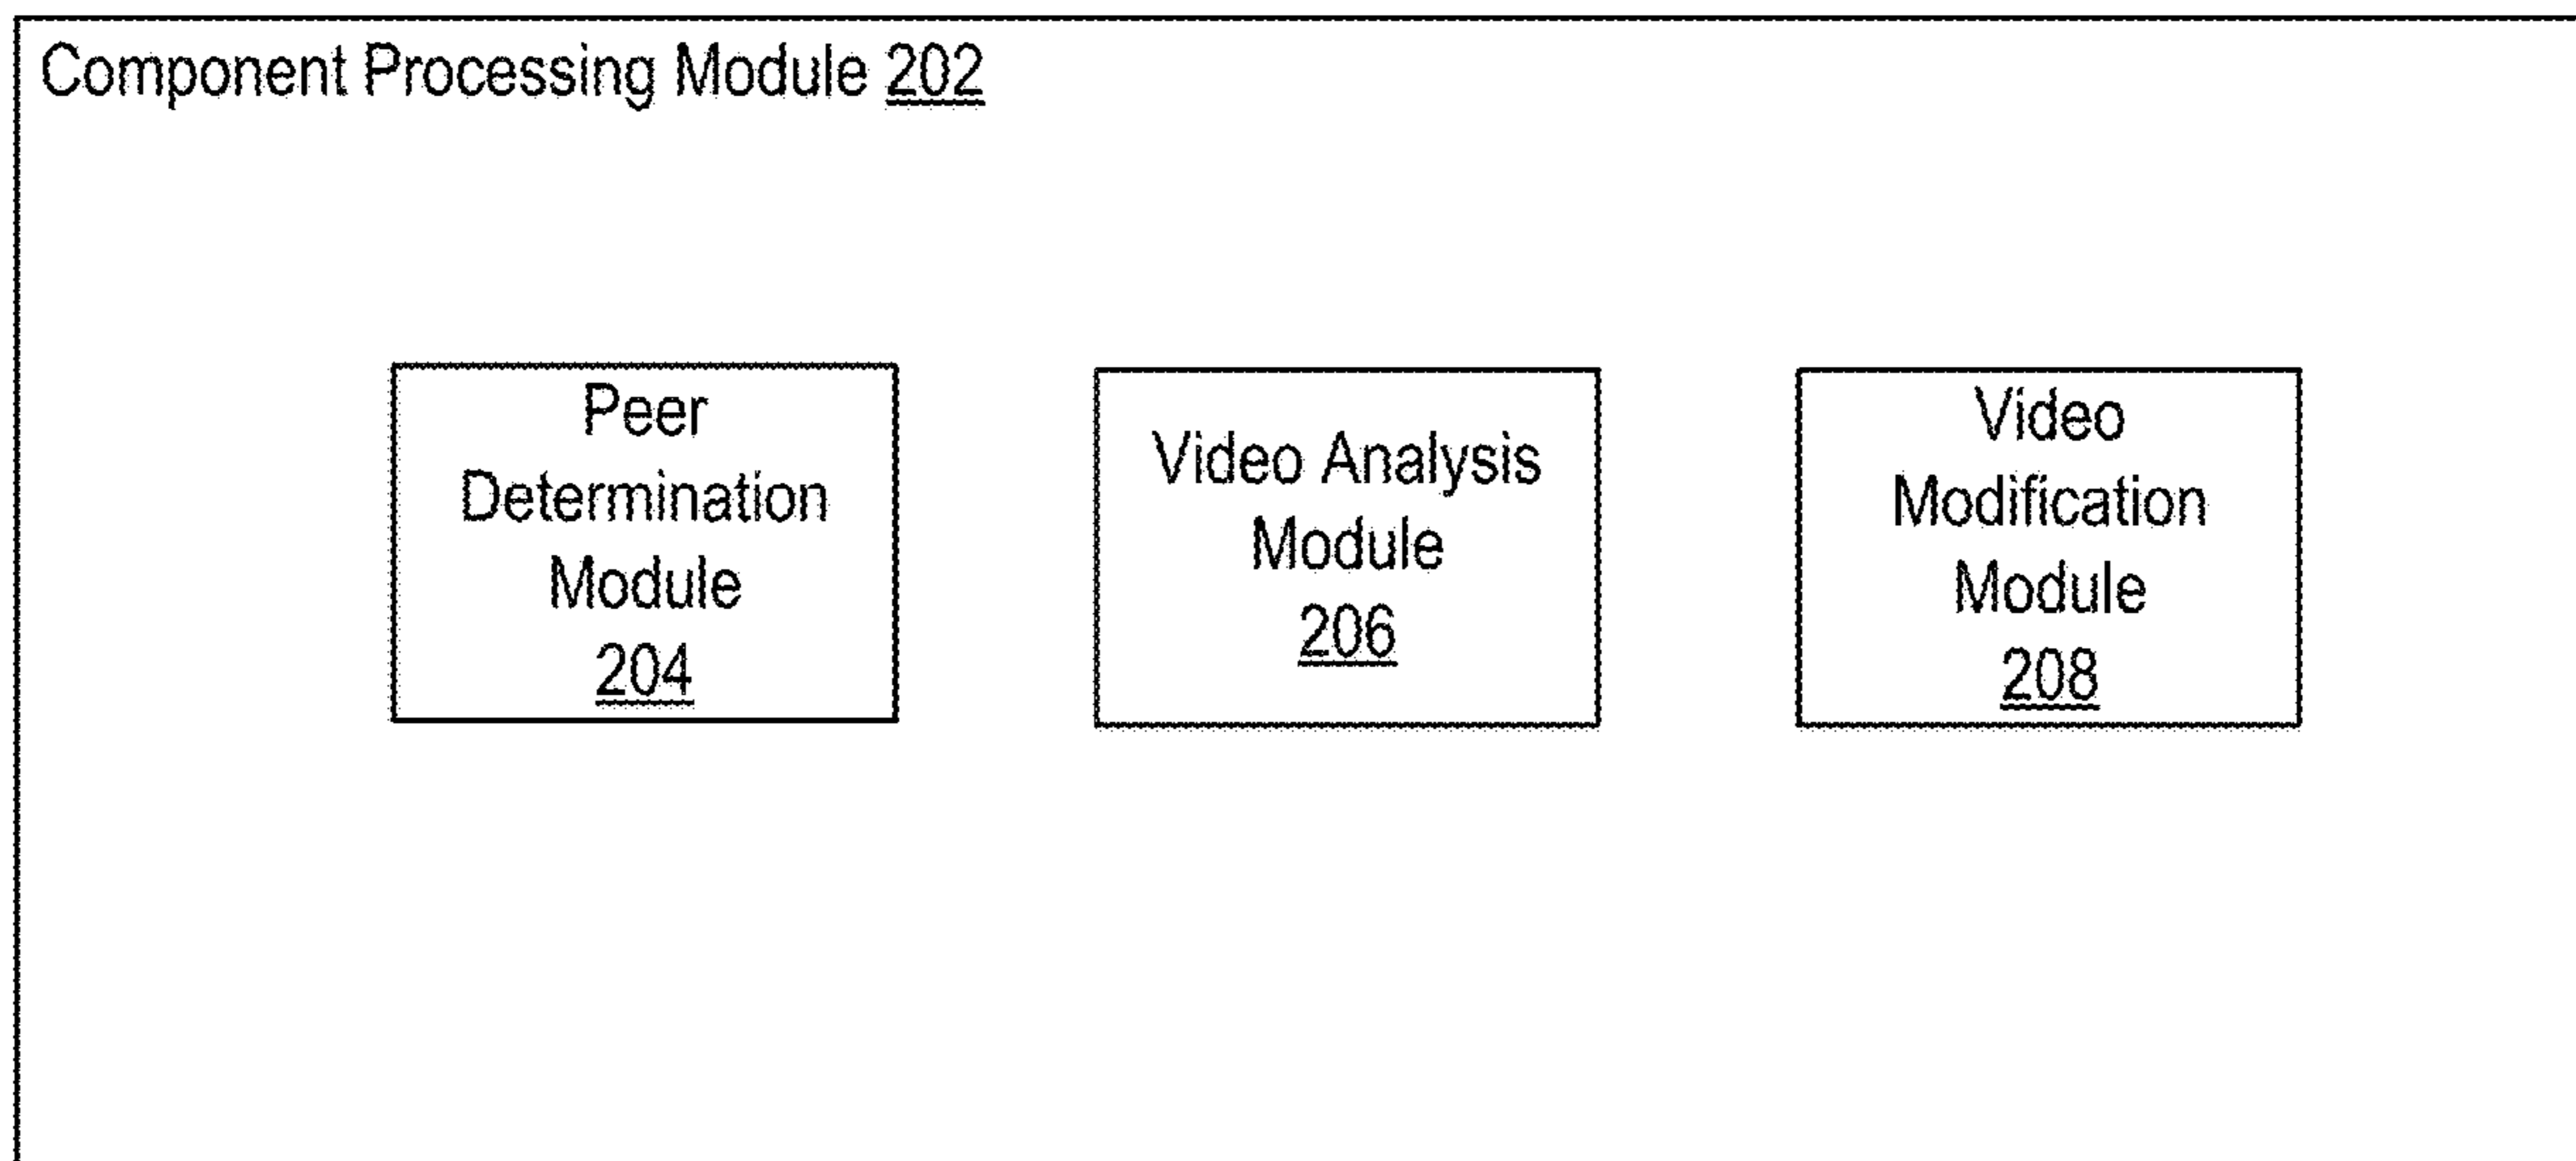 Component Processing Module 202
Peer
Determination
Module
204
Video Analysis
Module
206
Video
Modification
Module
208